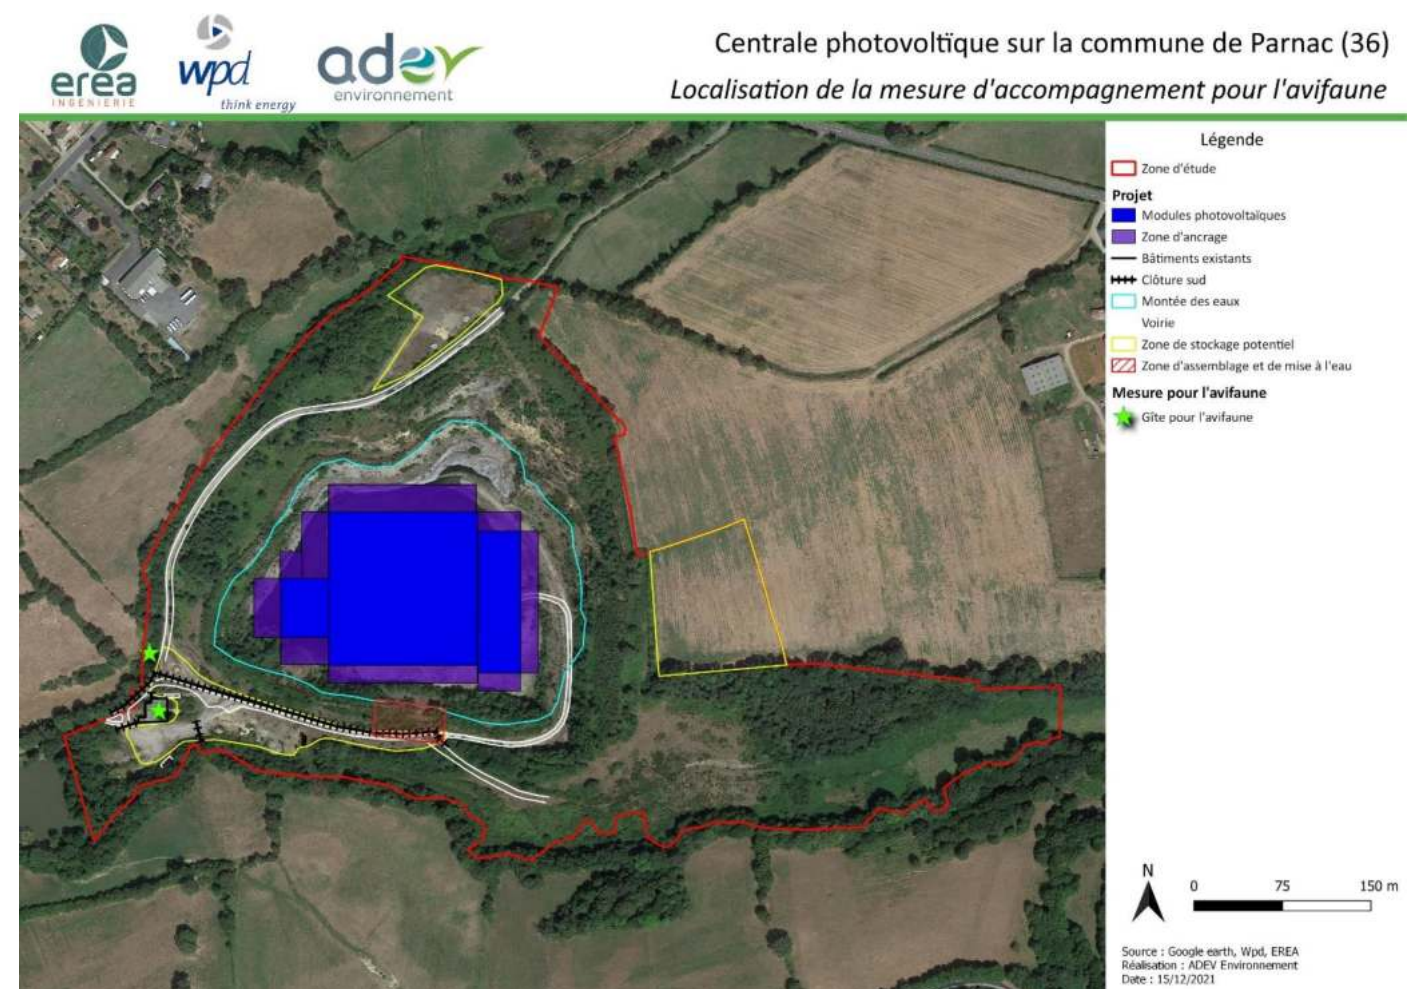 erea
INGENIERIE
wpd
think energy
adev
environnement
Centrale photovoltïque sur la commune de Parnac (36)
Localisation de la mesure d'accompagnement pour l'avifaune
Légende
Zone d'étude
Projet
Modules photovoltaïques
Zone d'ancrage
Bâtiments existants
Clôture sud
Montée des eaux
Voirie
Zone de stockage potentiel
Zone d'assemblage et de mise à l'eau
Mesure pour l'avifaune
Gîte pour l'avifaune
N
0 75 150 m
Source : Google earth, Wpd, EREA
Réalisation : ADEV Environnement
Date : 15/12/2021